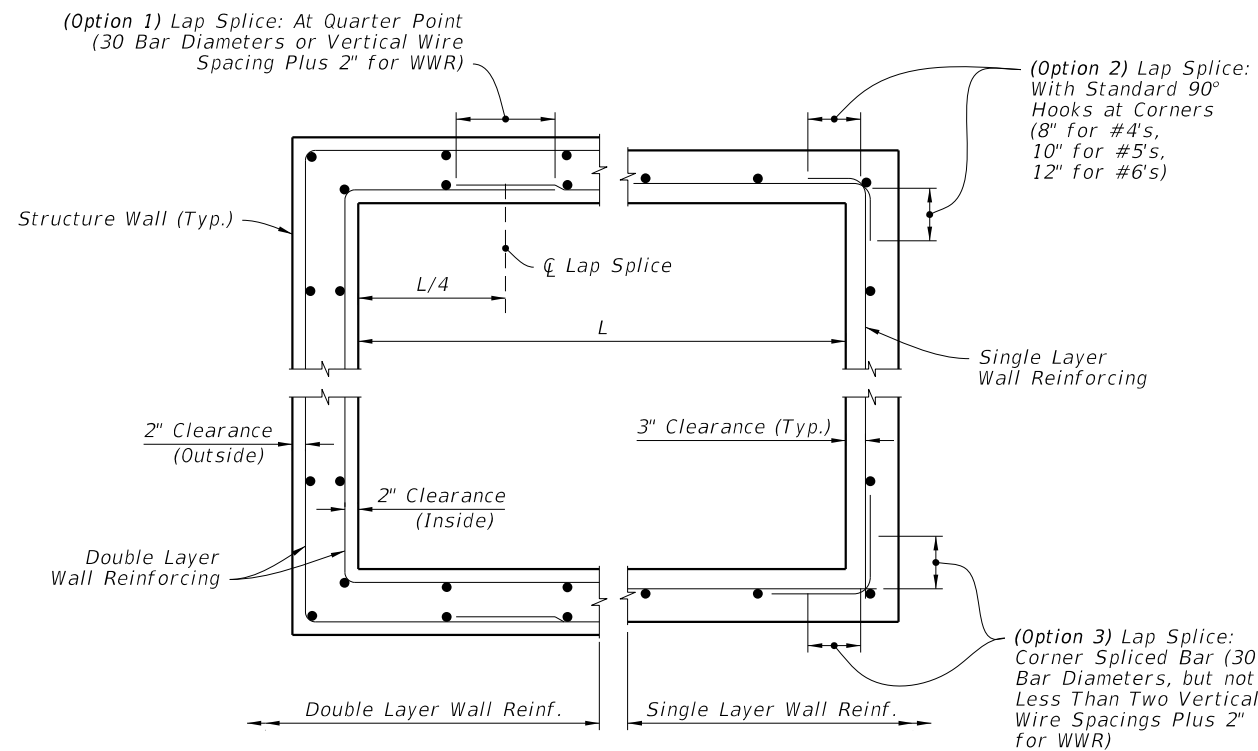 (Option 1) Lap Splice: At Quarter Point
(30 Bar Diameters or Vertical Wire
Spacing Plus 2" for WWR)
(Option 2) Lap Splice:
With Standard 90°
Hooks at Corners
(8" for #4's,
10" for #5's,
12" for #6's)
Structure Wall (Typ.)
℄ Lap Splice
L/4
L
Single Layer
Wall Reinforcing
2" Clearance
(Outside)
3" Clearance (Typ.)
2" Clearance
(Inside)
Double Layer
Wall Reinforcing
(Option 3) Lap Splice:
Corner Spliced Bar (30
Bar Diameters, but not
Less Than Two Vertical
Wire Spacings Plus 2"
for WWR)
Double Layer Wall Reinf.
Single Layer Wall Reinf.